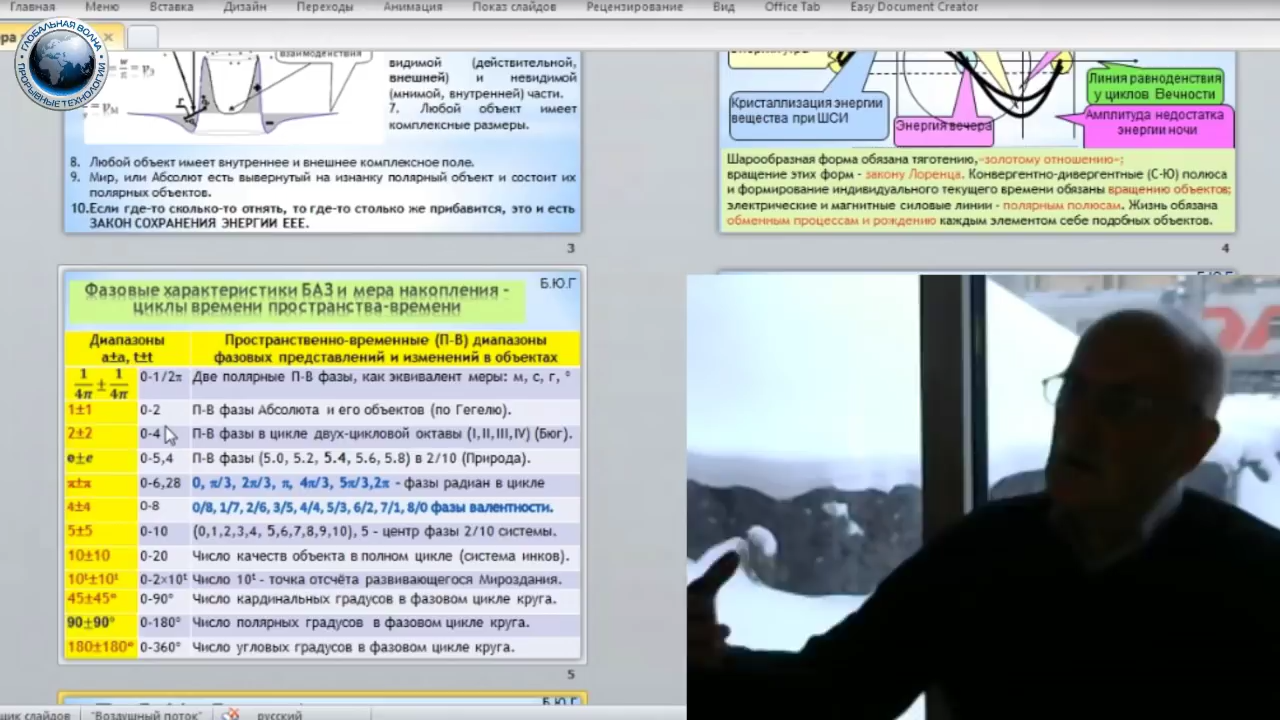 Главная Меню Вставка Дизайн Переходы Анимация Показ слайдов Рецензирование Вид Office Tab Easy Document Creator
ГЛОБАЛЬНАЯ ВОЛНА
ПРОРЫВНЫЕ ТЕХНОЛОГИИ
взаимодействия
видимой (действительной,
внешней) и невидимой
(мнимой, внутренней) части.
7. Любой объект имеет
комплексные размеры.
8. Любой объект имеет внутреннее и внешнее комплексное поле.
9. Мир, или Абсолют есть вывернутый на изнанку полярный объект и состоит их
полярных объектов.
10.Если где-то сколько-то отнять, то где-то столько же прибавится, это и есть
ЗАКОН СОХРАНЕНИЯ ЭНЕРГИИ ЕЕЕ.
3
Линия равноденствия
у циклов Вечности
Кристаллизация энергии
вещества при ШСИ
Энергия вечера
Амплитуда недостатка
энергии ночи
Шарообразная форма обязана тяготению, «золотому отношению»;
вращение этих форм - закону Лоренца. Конвергентно-дивергентные (С-Ю) полюса
и формирование индивидуального текущего времени обязаны вращению объектов;
электрические и магнитные силовые линии - полярным полюсам. Жизнь обязана
обменным процессам и рождению каждым элементом себе подобных объектов.
4
Б.Ю.Г
Фазовые характеристики БАЗ и мера накопления -
циклы времени пространства-времени
Диапазоны
a±a, t±t
Пространственно-временные (П-В) диапазоны
фазовых представлений и изменений в объектах
1/4π ± 1/4π 0-1/2π Две полярные П-В фазы, как эквивалент меры: м, с, г, °
1±1 0-2 П-В фазы Абсолюта и его объектов (по Гегелю).
2±2 0-4 П-В фазы в цикле двух-цикловой октавы (I,II,III,IV) (Бюг).
e±e 0-5,4 П-В фазы (5.0, 5.2, 5.4, 5.6, 5.8) в 2/10 (Природа).
π±π 0-6,28 0, π/3, 2π/3, π, 4π/3, 5π/3,2π - фазы радиан в цикле
4±4 0-8 0/8, 1/7, 2/6, 3/5, 4/4, 5/3, 6/2, 7/1, 8/0 фазы валентности.
5±5 0-10 (0,1,2,3,4, 5,6,7,8,9,10), 5 - центр фазы 2/10 системы.
10±10 0-20 Число качеств объекта в полном цикле (система инков).
10ᵗ±10ᵗ 0-2×10ᵗ Число 10ᵗ - точка отсчёта развивающегося Мироздания.
45±45° 0-90° Число кардинальных градусов в фазовом цикле круга.
90±90° 0-180° Число полярных градусов в фазовом цикле круга.
180±180° 0-360° Число угловых градусов в фазовом цикле круга.
5
Б.Ю.Г
"Воздушный поток" русский